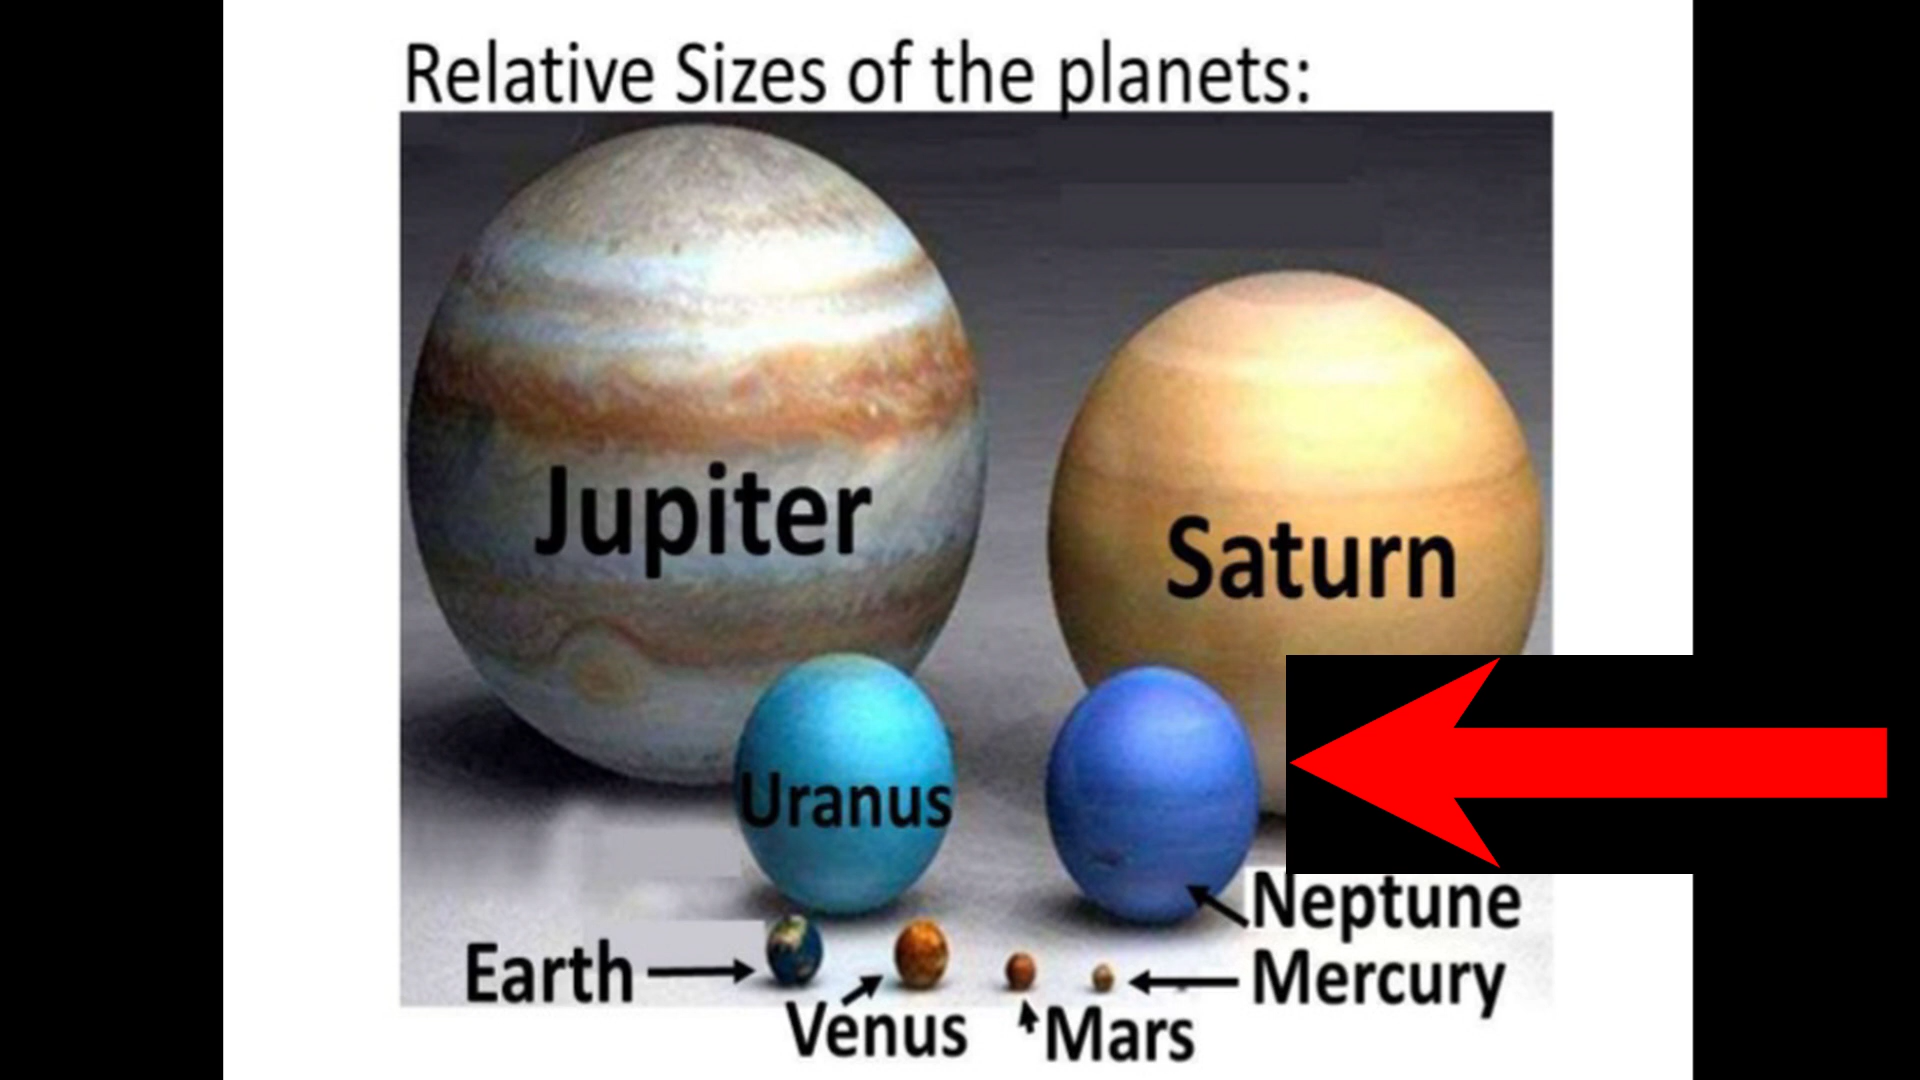 Relative Sizes of the planets:
Jupiter
Saturn
Uranus
Neptune
Earth
Mercury
Venus
Mars